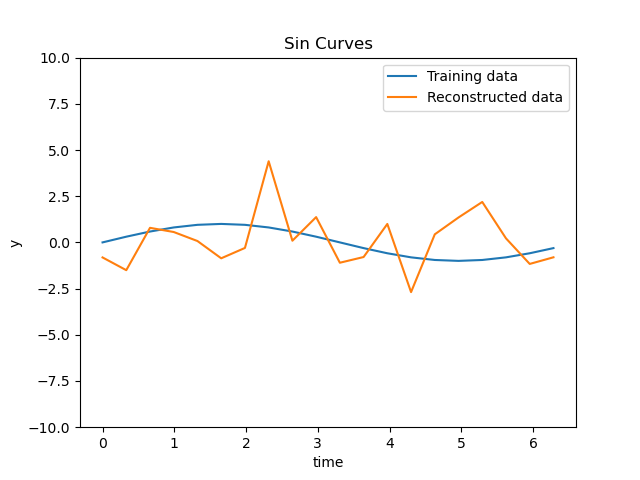 Sin Curves
Training data
Reconstructed data
10.0
7.5
5.0
2.5
0.0
−2.5
−5.0
−7.5
−10.0
y
0 1 2 3 4 5 6
time